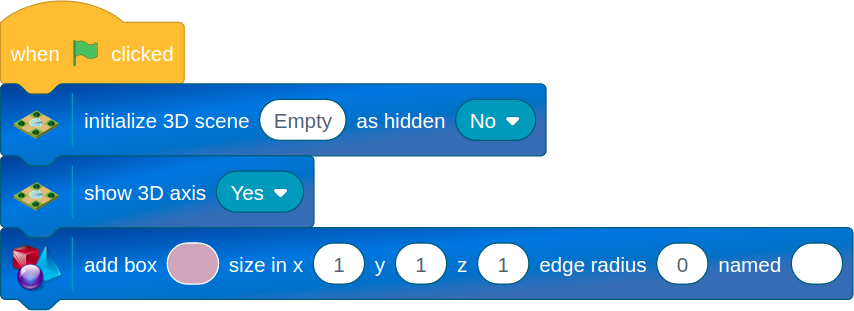 when clicked
initialize 3D scene Empty as hidden No
show 3D axis Yes
add box size in x 1 y 1 z 1 edge radius 0 named